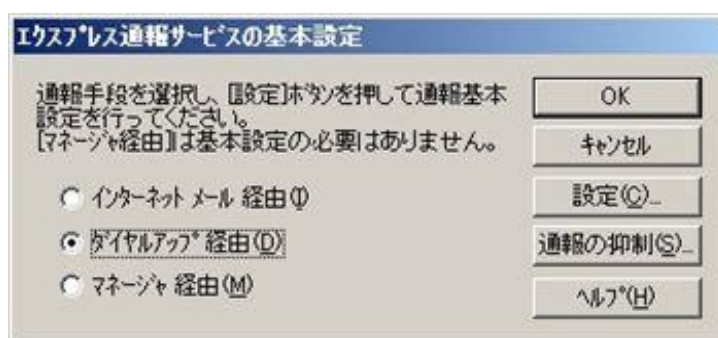 ｴｸｽﾌﾟﾚｽ通報ｻｰﾋﾞｽの基本設定
通報手段を選択し、[設定]ﾎﾞﾀﾝを押して通報基本
設定を行ってください。
[ﾏﾈｰｼﾞｬ経由]は基本設定の必要はありません。
ｲﾝﾀｰﾈｯﾄ ﾒｰﾙ 経由(I)
ﾀﾞｲﾔﾙｱｯﾌﾟ 経由(D)
ﾏﾈｰｼﾞｬ 経由(M)
OK
ｷｬﾝｾﾙ
設定(C)...
通報の抑制(S)...
ﾍﾙﾌﾟ(H)